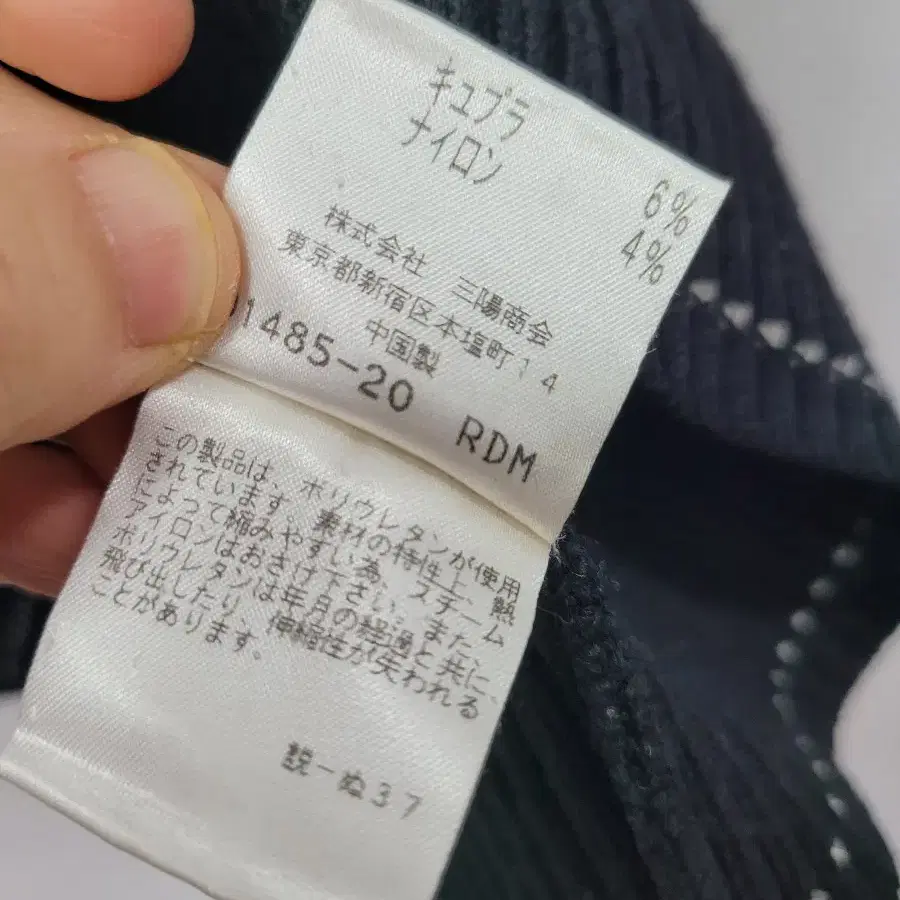 キュプラ 6%
ナイロン 4%
株式会社 三陽商会
東京都新宿区本塩町14
中国製
1485-20 RDM
この製品は、ポリウレタンが使用
されています。素材の特性上、熱
によって縮みやすい為、スチーム
アイロンはおさけ下さい。また、
ポリウレタンは年月の経過と共に、
飛び出したり、伸縮性が失われる
ことがあります。
説-ぬ37